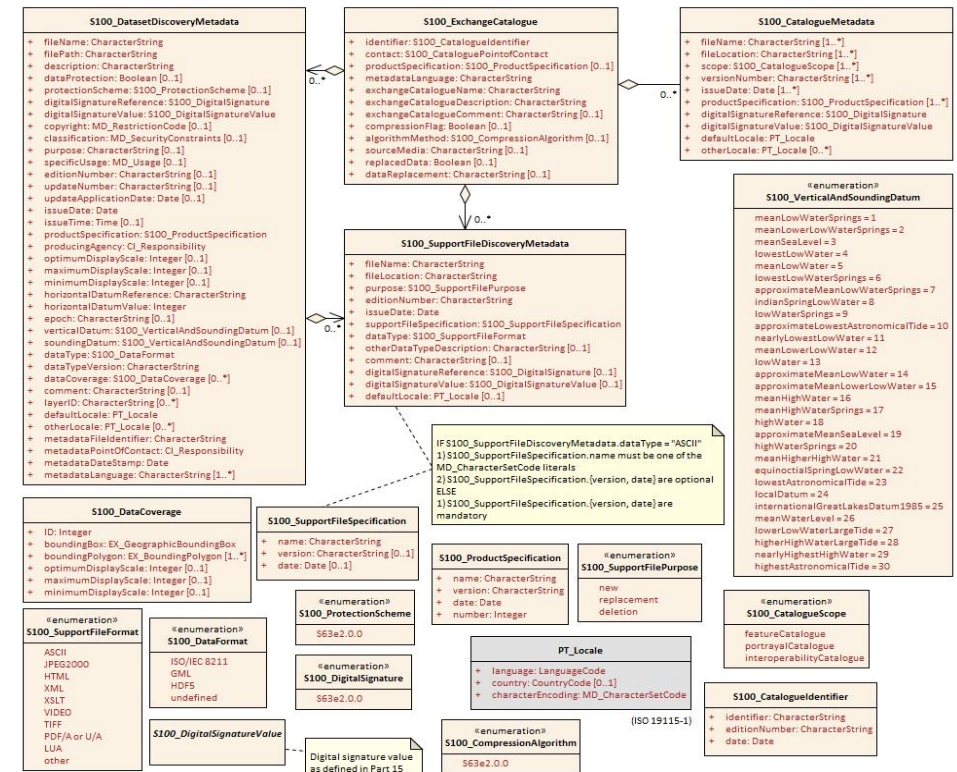 S100_DatasetDiscoveryMetadata
+ fileName: CharacterString
+ filePath: CharacterString
+ description: CharacterString
+ dataProtection: Boolean [0..1]
+ protectionScheme: S100_ProtectionScheme [0..1]
+ digitalSignatureReference: S100_DigitalSignature
+ digitalSignatureValue: S100_DigitalSignatureValue
+ copyright: MD_RestrictionCode [0..1]
+ classification: MD_SecurityConstraints [0..1]
+ purpose: CharacterString [0..1]
+ specificUsage: MD_Usage [0..1]
+ editionNumber: CharacterString [0..1]
+ updateNumber: CharacterString [0..1]
+ updateApplicationDate: Date [0..1]
+ issueDate: Date
+ issueTime: Time [0..1]
+ productSpecification: S100_ProductSpecification
+ producingAgency: CI_Responsibility
+ optimumDisplayScale: Integer [0..1]
+ maximumDisplayScale: Integer [0..1]
+ minimumDisplayScale: Integer [0..1]
+ horizontalDatumReference: CharacterString
+ horizontalDatumValue: Integer
+ epoch: CharacterString [0..1]
+ verticalDatum: S100_VerticalAndSoundingDatum [0..1]
+ soundingDatum: S100_VerticalAndSoundingDatum [0..1]
+ dataType: S100_DataFormat
+ dataTypeVersion: CharacterString
+ dataCoverage: S100_DataCoverage [0..*]
+ comment: CharacterString [0..1]
+ layerID: CharacterString [0..*]
+ defaultLocale: PT_Locale
+ otherLocale: PT_Locale [0..*]
+ metadataFileIdentifier: CharacterString
+ metadataPointOfContact: CI_Responsibility
+ metadataDateStamp: Date
+ metadataLanguage: CharacterString [1..*]
0..*
S100_ExchangeCatalogue
+ identifier: S100_CatalogueIdentifier
+ contact: S100_CataloguePointofContact
+ productSpecification: S100_ProductSpecification [0..1]
+ metadataLanguage: CharacterString
+ exchangeCatalogueName: CharacterString
+ exchangeCatalogueDescription: CharacterString
+ exchangeCatalogueComment: CharacterString [0..1]
+ compressionFlag: Boolean [0..1]
+ algorithmMethod: S100_CompressionAlgorithm [0..1]
+ sourceMedia: CharacterString [0..1]
+ replacedData: Boolean [0..1]
+ dataReplacement: CharacterString [0..1]
0..*
S100_CatalogueMetadata
+ fileName: CharacterString [1..*]
+ fileLocation: CharacterString [1..*]
+ scope: S100_CatalogueScope [1..*]
+ versionNumber: CharacterString [1..*]
+ issueDate: Date [1..*]
+ productSpecification: S100_ProductSpecification [1..*]
+ digitalSignatureReference: S100_DigitalSignature
+ digitalSignatureValue: S100_DigitalSignatureValue
+ defaultLocale: PT_Locale
+ otherLocale: PT_Locale [0..*]
0..*
S100_SupportFileDiscoveryMetadata
+ fileName: CharacterString
+ fileLocation: CharacterString
+ purpose: S100_SupportFilePurpose
+ editionNumber: CharacterString
+ issueDate: Date
+ supportFileSpecification: S100_SupportFileSpecification
+ dataType: S100_SupportFileFormat
+ otherDataTypeDescription: CharacterString [0..1]
+ comment: CharacterString [0..1]
+ digitalSignatureReference: S100_DigitalSignature [0..1]
+ digitalSignatureValue: S100_DigitalSignatureValue [0..1]
+ defaultLocale: PT_Locale [0..1]
0..*
«enumeration»
S100_VerticalAndSoundingDatum
meanLowWaterSprings = 1
meanLowerLowWaterSprings = 2
meanSeaLevel = 3
lowestLowWater = 4
meanLowWater = 5
lowestLowWaterSprings = 6
approximateMeanLowWaterSprings = 7
indianSpringLowWater = 8
lowWaterSprings = 9
approximateLowestAstronomicalTide = 10
nearlyLowestLowWater = 11
meanLowerLowWater = 12
lowWater = 13
approximateMeanLowWater = 14
approximateMeanLowerLowWater = 15
meanHighWater = 16
meanHighWaterSprings = 17
highWater = 18
approximateMeanSeaLevel = 19
highWaterSprings = 20
meanHigherHighWater = 21
equinoctialSpringLowWater = 22
lowestAstronomicalTide = 23
localDatum = 24
internationalGreatLakesDatum1985 = 25
meanWaterLevel = 26
lowerLowWaterLargeTide = 27
higherHighWaterLargeTide = 28
nearlyHighestHighWater = 29
highestAstronomicalTide = 30
IF S100_SupportFileDiscoveryMetadata.dataType = "ASCII"
1) S100_SupportFileSpecification.name must be one of the
MD_CharacterSetCode literals
2) S100_SupportFileSpecification.{version, date} are optional
ELSE
1) S100_SupportFileSpecification.{version, date} are
mandatory
S100_DataCoverage
+ ID: Integer
+ boundingBox: EX_GeographicBoundingBox
+ boundingPolygon: EX_BoundingPolygon [1..*]
+ optimumDisplayScale: Integer [0..1]
+ maximumDisplayScale: Integer [0..1]
+ minimumDisplayScale: Integer [0..1]
S100_SupportFileSpecification
+ name: CharacterString
+ version: CharacterString [0..1]
+ date: Date [0..1]
S100_ProductSpecification
+ name: CharacterString
+ version: CharacterString
+ date: Date
+ number: Integer
«enumeration»
S100_SupportFilePurpose
new
replacement
deletion
«enumeration»
S100_SupportFileFormat
ASCII
JPEG2000
HTML
XML
XSLT
VIDEO
TIFF
PDF/A or U/A
LUA
other
«enumeration»
S100_DataFormat
ISO/IEC 8211
GML
HDF5
undefined
«enumeration»
S100_ProtectionScheme
S63e2.0.0
«enumeration»
S100_DigitalSignature
S63e2.0.0
PT_Locale
+ language: LanguageCode
+ country: CountryCode [0..1]
+ characterEncoding: MD_CharacterSetCode
(ISO 19115-1)
«enumeration»
S100_CatalogueScope
featureCatalogue
portrayalCatalogue
interoperabilityCatalogue
S100_CatalogueIdentifier
+ identifier: CharacterString
+ editionNumber: CharacterString
+ date: Date
S100_DigitalSignatureValue
Digital signature value
as defined in Part 15
«enumeration»
S100_CompressionAlgorithm
S63e2.0.0